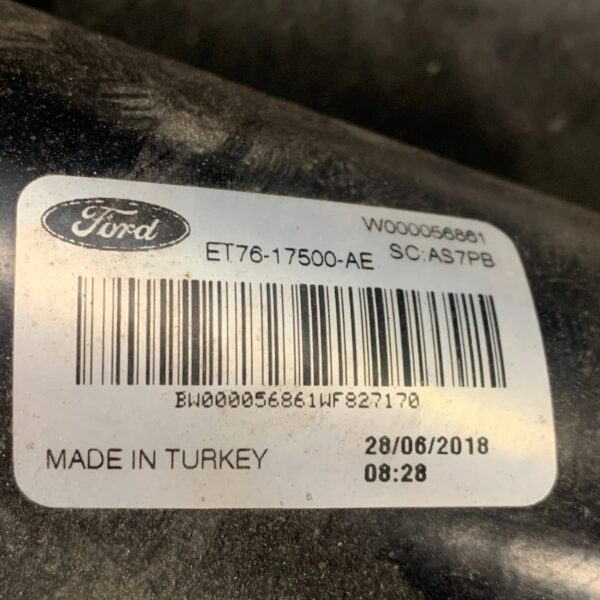 Ford
W000056861
ET76-17500-AE
SC:AS7PB
BW000056861WF827170
MADE IN TURKEY
28/06/2018
08:28